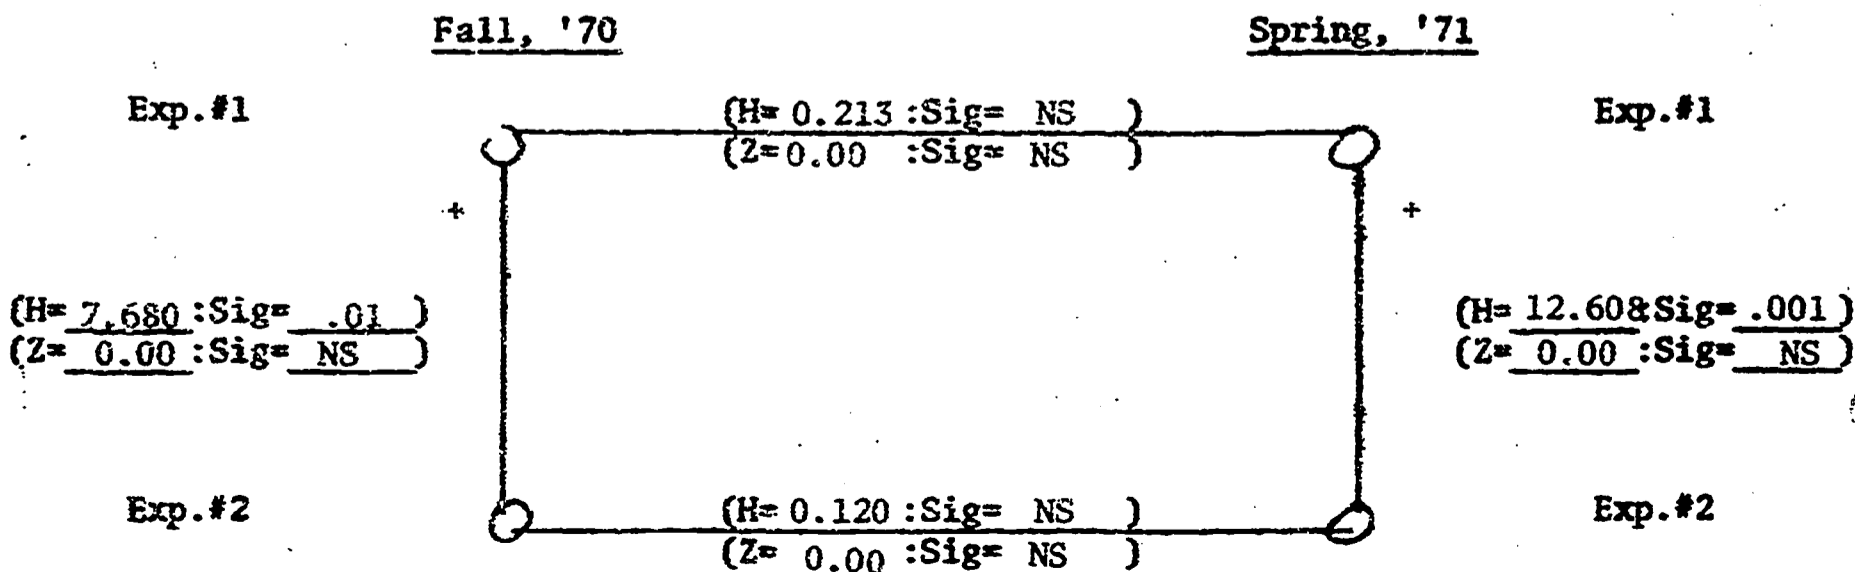 Fall, '70 Spring, '71
Exp.#1 (H= 0.213 :Sig= NS ) Exp.#1
(Z= 0.00 :Sig= NS )
+ +
(H= 7.680 :Sig= .01 ) (H= 12.608:Sig= .001 )
(Z= 0.00 :Sig= NS ) (Z= 0.00 :Sig= NS )
Exp.#2 (H= 0.120 :Sig= NS ) Exp.#2
(Z= 0.00 :Sig= NS )